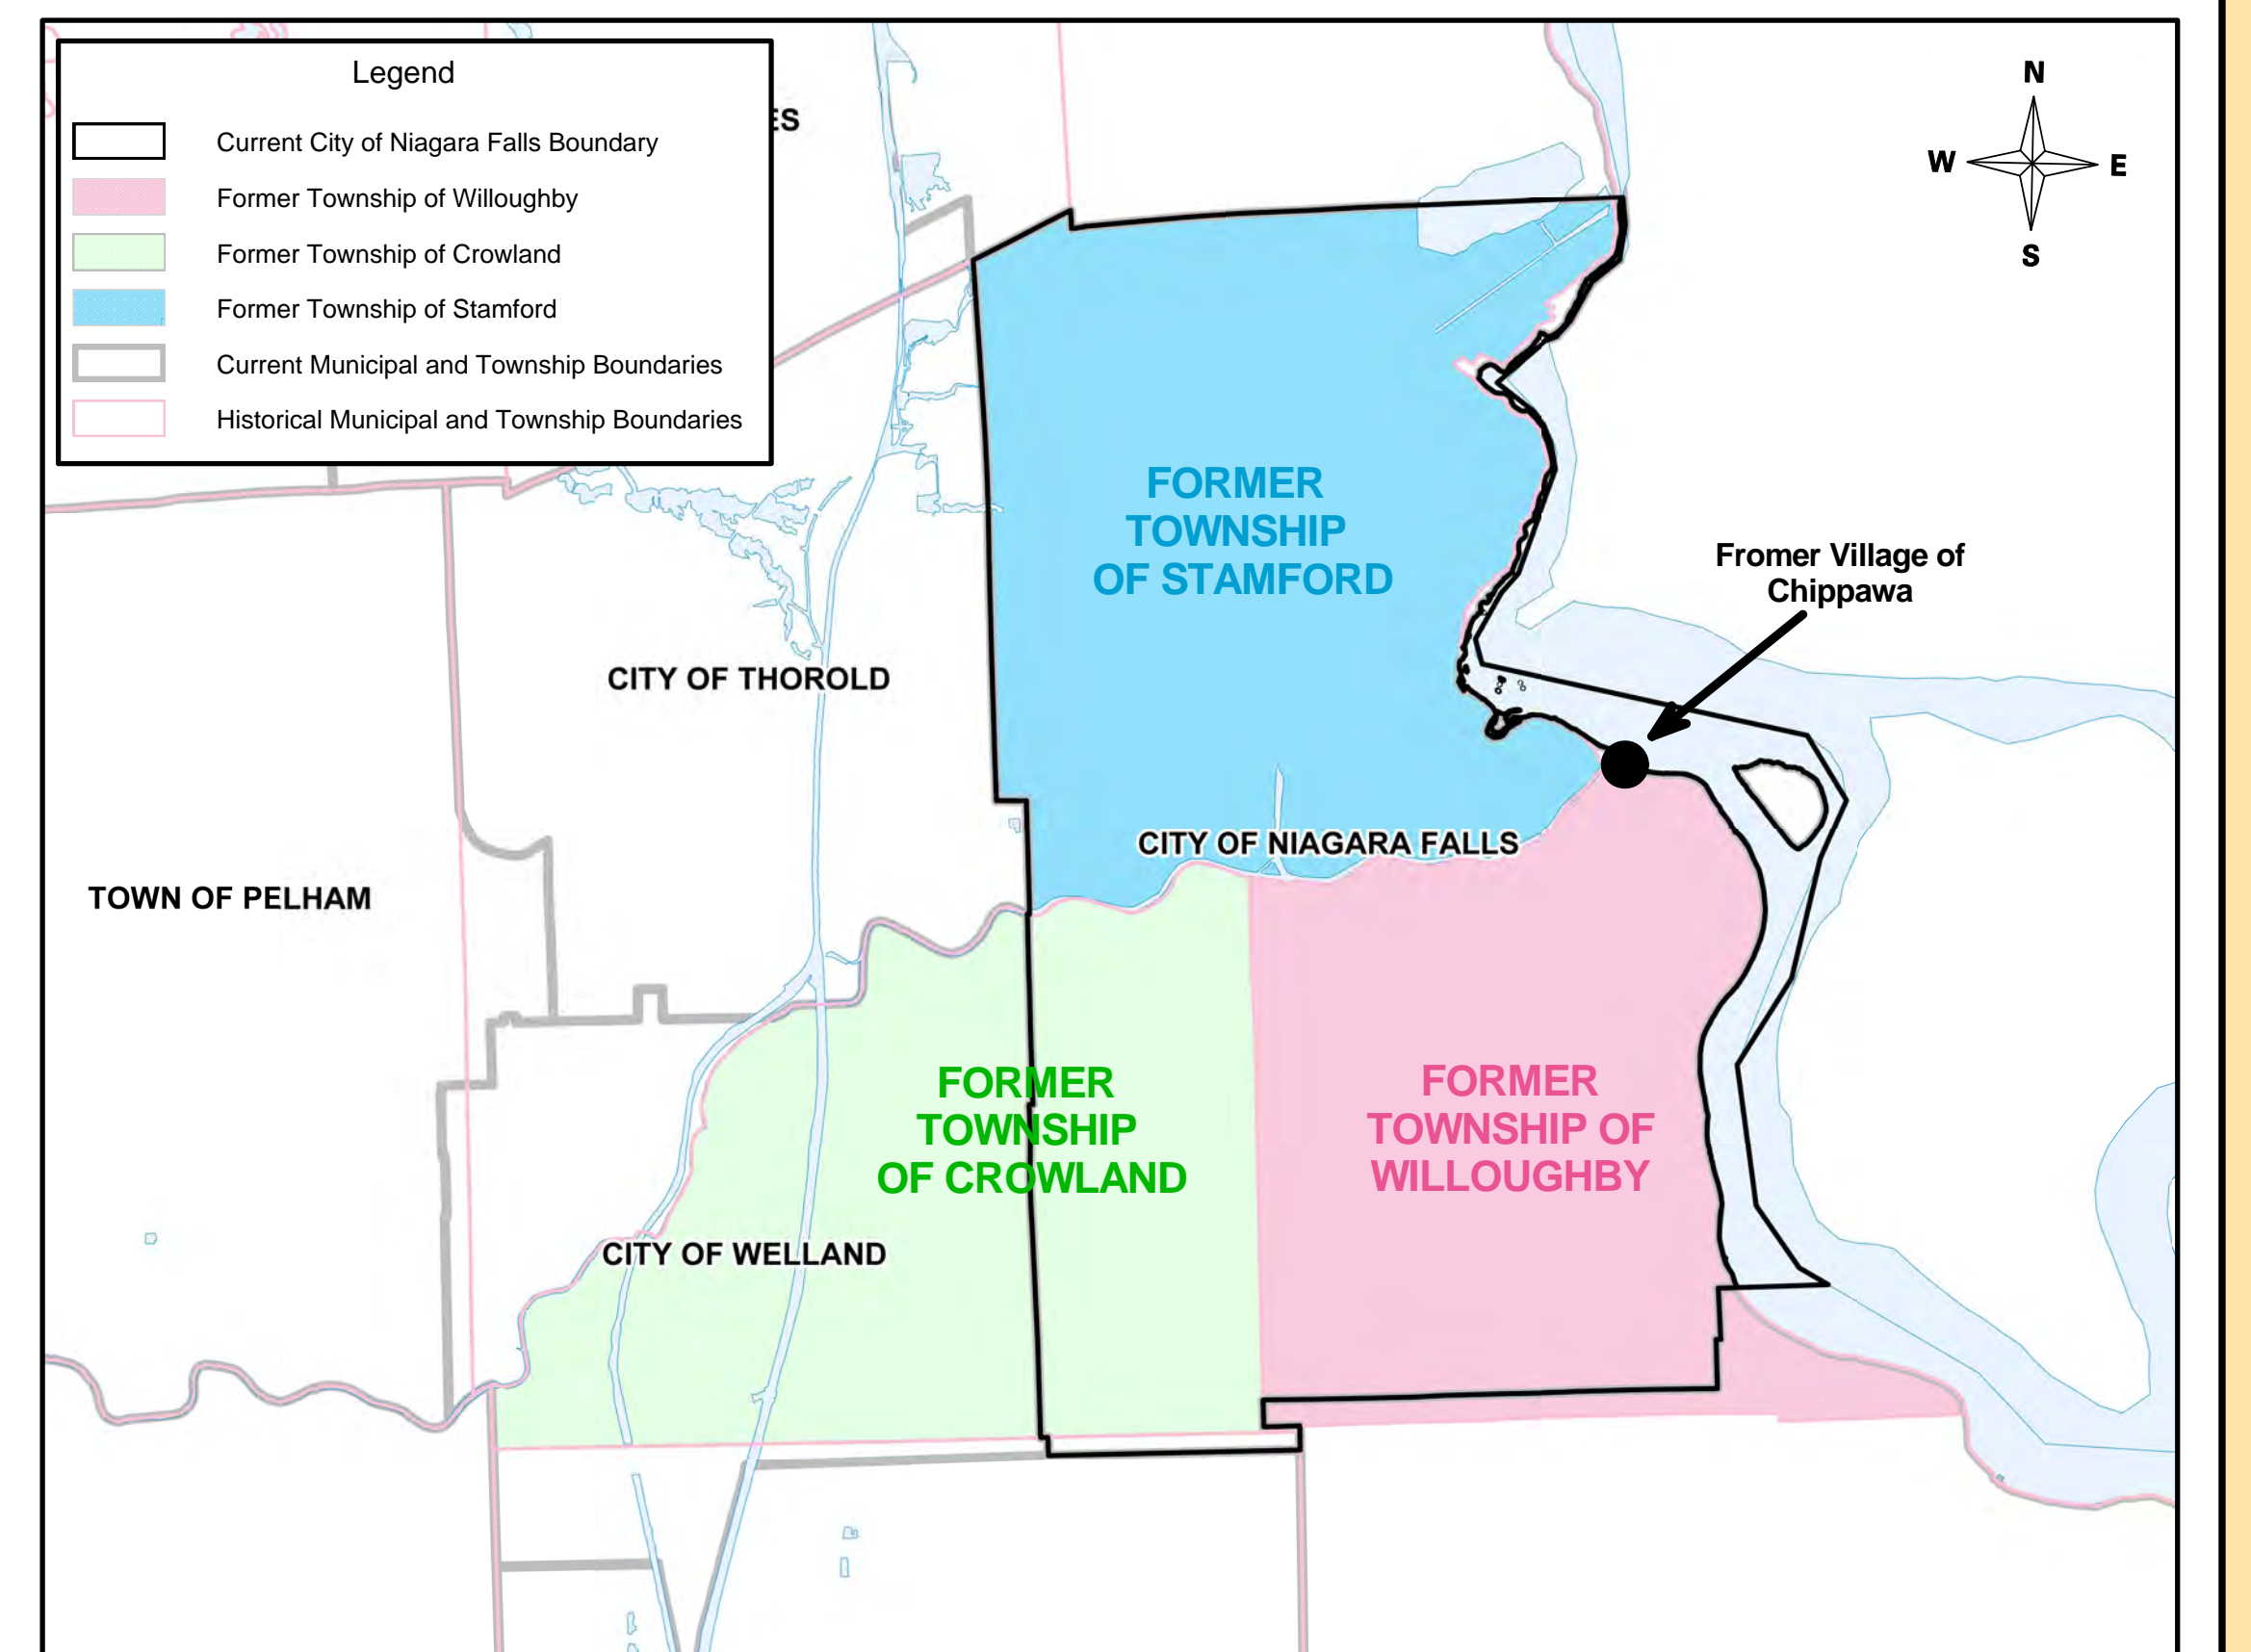 Legend
Current City of Niagara Falls Boundary
Former Township of Willoughby
Former Township of Crowland
Former Township of Stamford
Current Municipal and Township Boundaries
Historical Municipal and Township Boundaries
ES
N
W
E
S
FORMER
TOWNSHIP
OF STAMFORD
Fromer Village of
Chippawa
CITY OF THOROLD
CITY OF NIAGARA FALLS
TOWN OF PELHAM
FORMER
TOWNSHIP
OF CROWLAND
FORMER
TOWNSHIP OF
WILLOUGHBY
CITY OF WELLAND